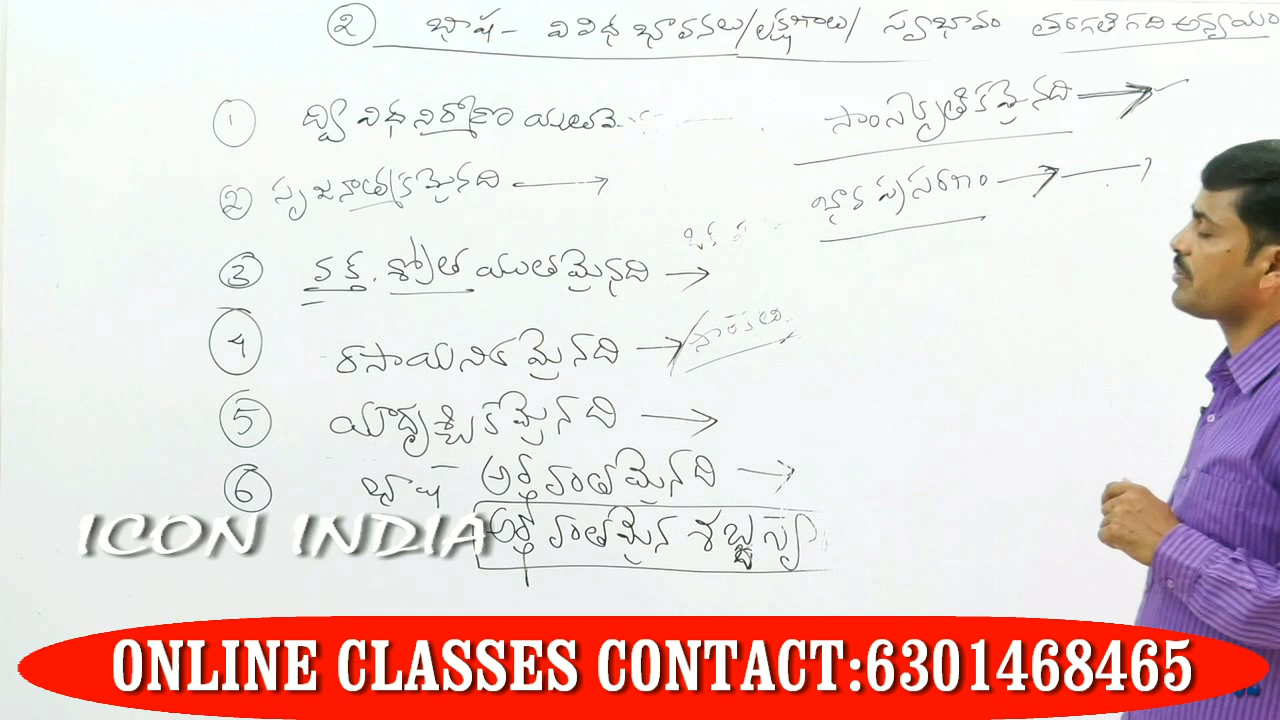 ② భాష - వివిధ భావనలు/లక్షణాలు/ స్వభావం తరగతిగది అన్వయం
① ద్వివిధ నిర్మాణం యుతమై
② సృజనాత్మకమైనది
③ వక్త, శ్రోత యుతమైనది
④ రసాయనికమైనది
⑤ యాదృశ్చికమైనది
⑥ భాష అర్థవంతమైనది
అర్థవంతమైన శబ్ద
సాంస్కృతికమైనది
భావ ప్రసరణం
ICON INDIA
ONLINE CLASSES CONTACT:6301468465